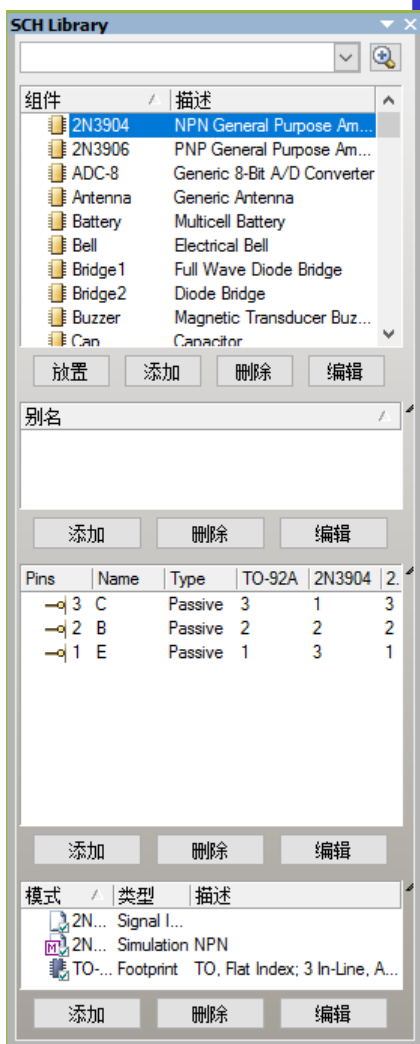 SCH Library
组件 描述
2N3904 NPN General Purpose Am...
2N3906 PNP General Purpose Am...
ADC-8 Generic 8-Bit A/D Converter
Antenna Generic Antenna
Battery Multicell Battery
Bell Electrical Bell
Bridge1 Full Wave Diode Bridge
Bridge2 Diode Bridge
Buzzer Magnetic Transducer Buz...
Cap Capacitor
放置 添加 删除 编辑
别名
添加 删除 编辑
Pins Name Type TO-92A 2N3904 2.
3 C Passive 3 1 3
2 B Passive 2 2 2
1 E Passive 1 3 1
添加 删除 编辑
模式 类型 描述
2N... Signal I...
M 2N... Simulation NPN
TO-... Footprint TO, Flat Index; 3 In-Line, A...
添加 删除 编辑